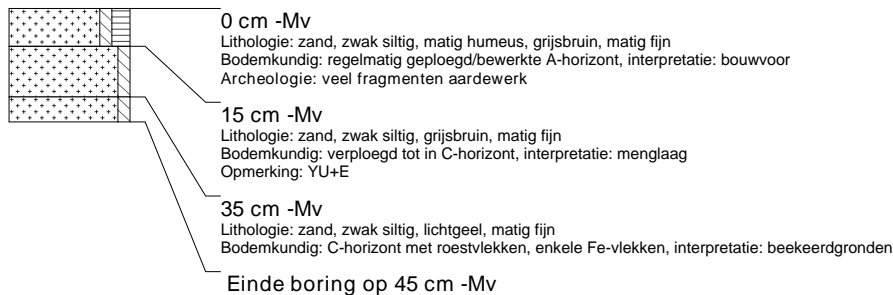 0 cm -Mv
Lithologie: zand, zwak siltig, matig humeus, grijsbruin, matig fijn
Bodemkundig: regelmatig geploegd/bewerkte A-horizont, interpretatie: bouwvoor
Archeologie: veel fragmenten aardewerk
15 cm -Mv
Lithologie: zand, zwak siltig, grijsbruin, matig fijn
Bodemkundig: verploegd tot in C-horizont, interpretatie: menglaag
Opmerking: YU+E
35 cm -Mv
Lithologie: zand, zwak siltig, lichtgeel, matig fijn
Bodemkundig: C-horizont met roestvlekken, enkele Fe-vlekken, interpretatie: beekeerdgronden
Einde boring op 45 cm -Mv